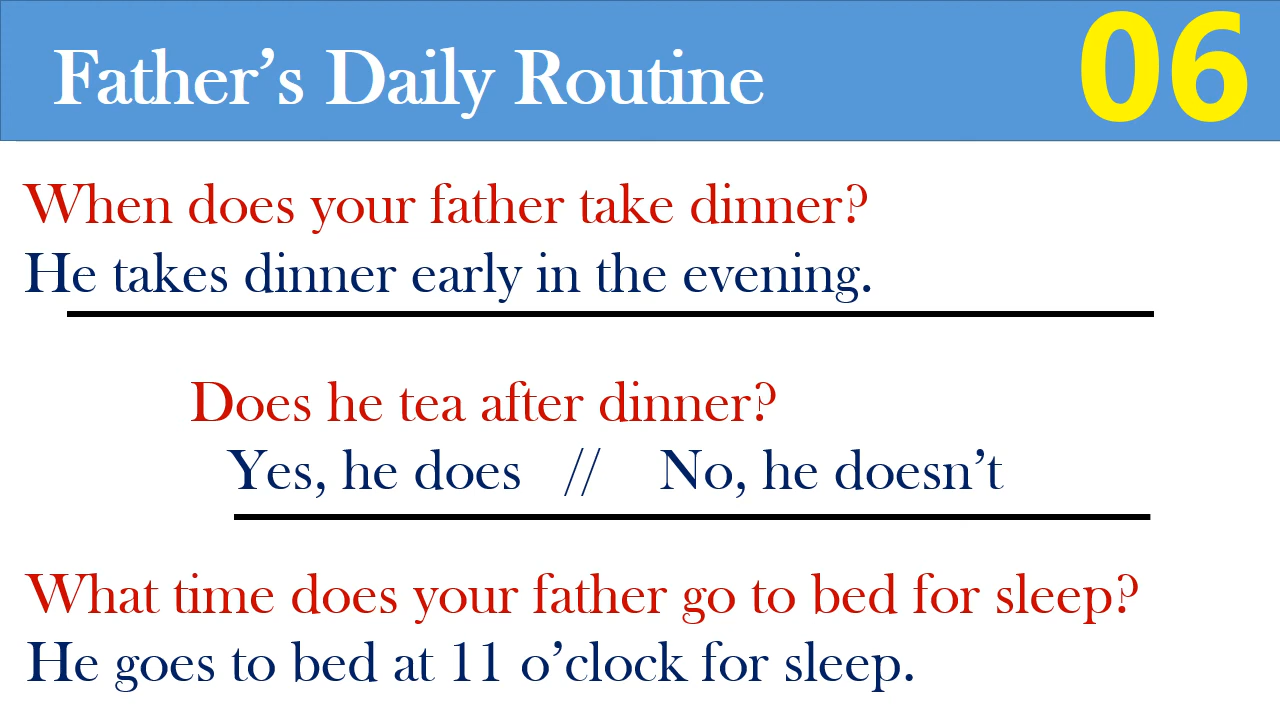 Father’s Daily Routine
06
When does your father take dinner?
He takes dinner early in the evening.
Does he tea after dinner?
Yes, he does // No, he doesn’t
What time does your father go to bed for sleep?
He goes to bed at 11 o’clock for sleep.